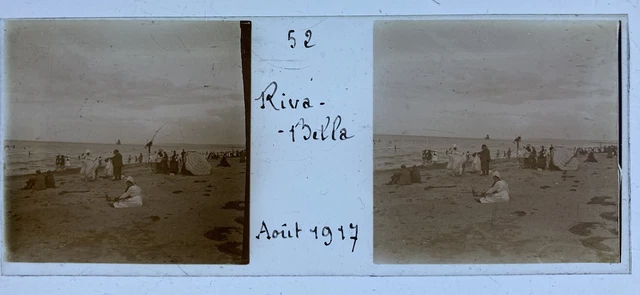 52
Riva-
-Bella
Août 1917